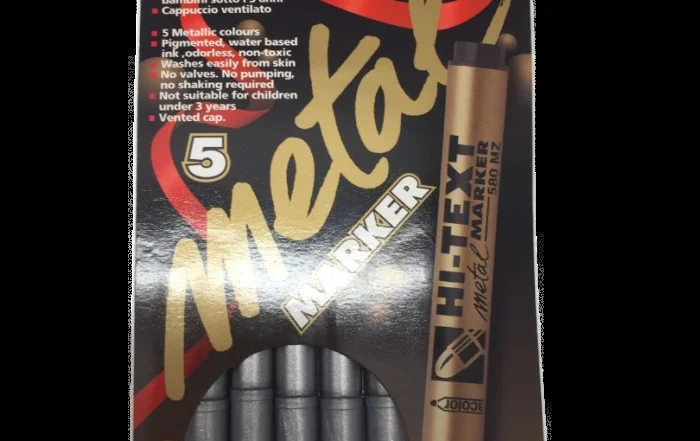 bambini sotto i 3 anni
Cappuccio ventilato
5 Metallic colours
Pigmented, water based
ink ,odorless, non-toxic
Washes easily from skin
No valves. No pumping,
no shaking required
Not suitable for children
under 3 years
Vented cap.
5
Metal
MARKER
HI-TEXT
metal MARKER
580 MZ
color